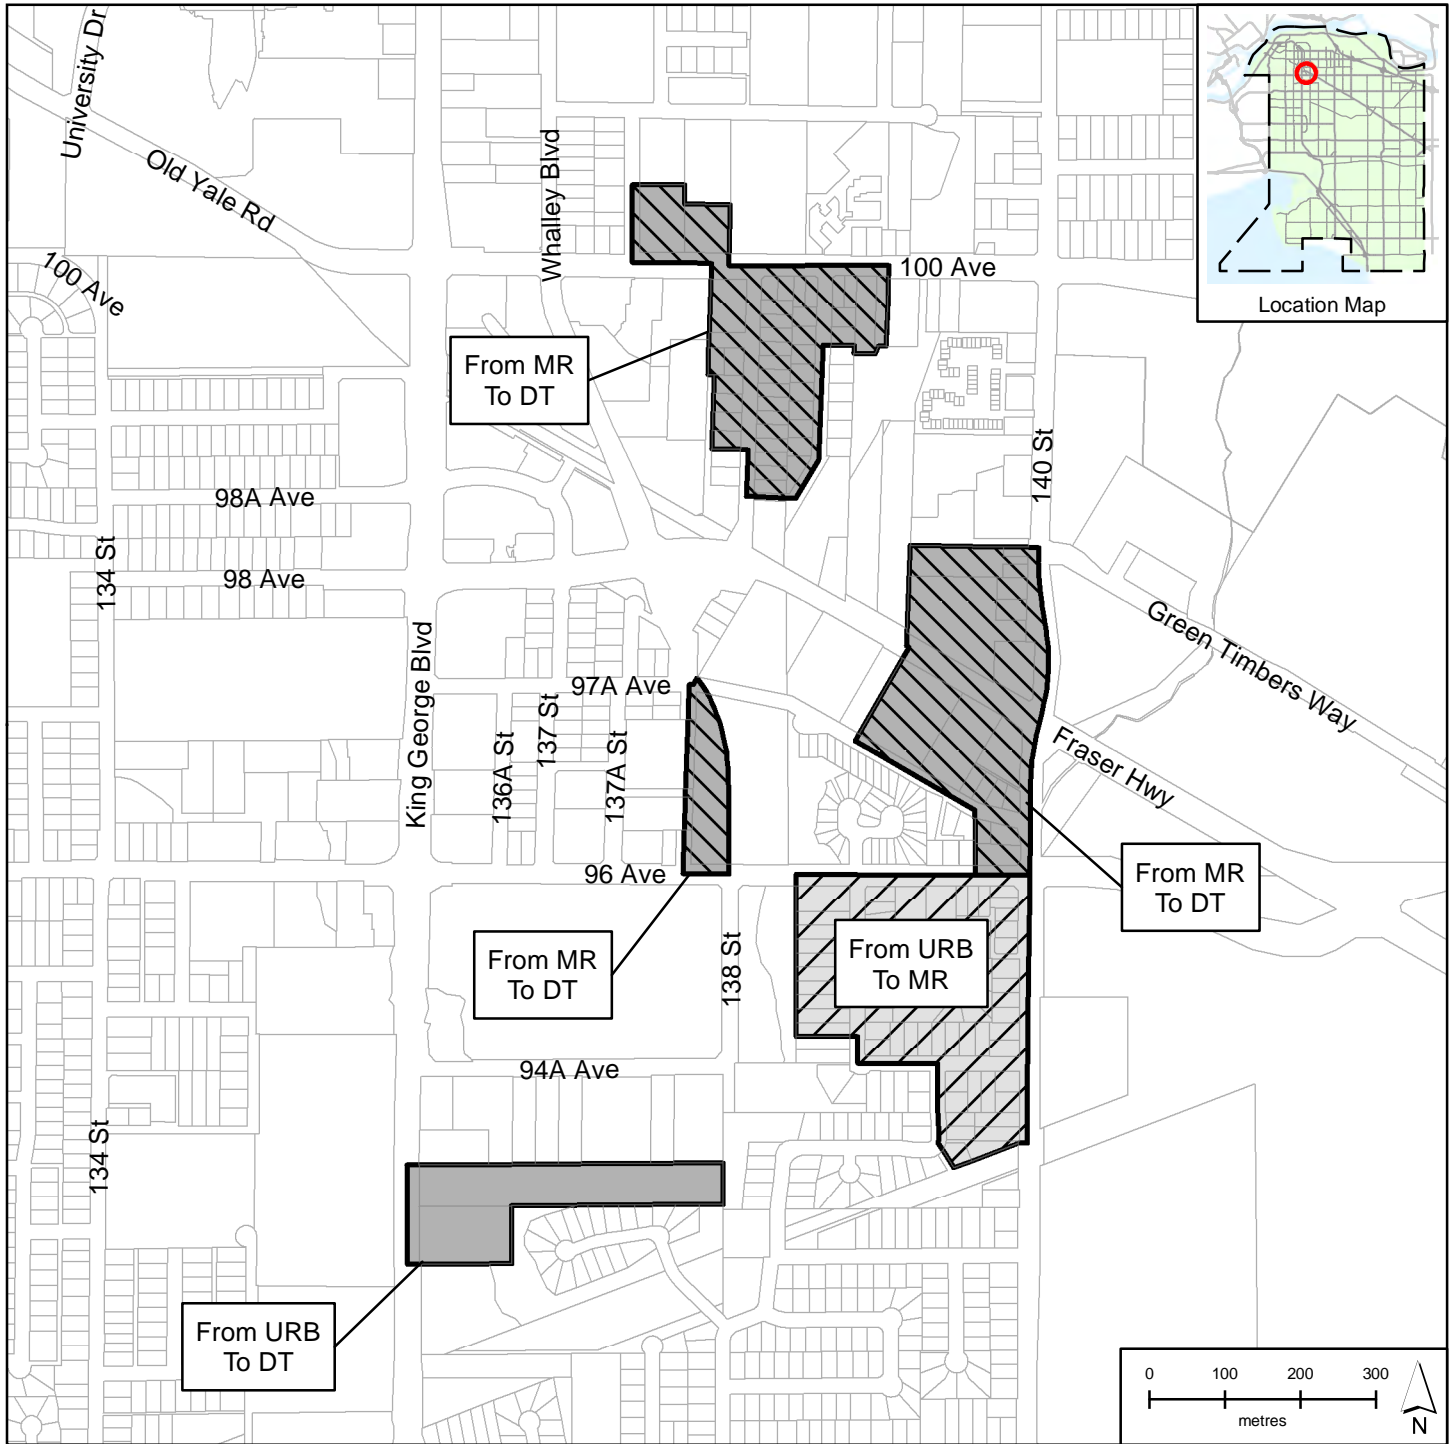 University Dr
Old Yale Rd
Whalley Blvd
100 Ave
100 Ave
Location Map
From MR
To DT
140 St
98A Ave
134 St
98 Ave
Green Timbers Way
King George Blvd
97A Ave
137 St
136A St
137A St
Fraser Hwy
96 Ave
From MR
To DT
From MR
To DT
From URB
To MR
138 St
94A Ave
134 St
From URB
To DT
0 100 200 300
metres
N